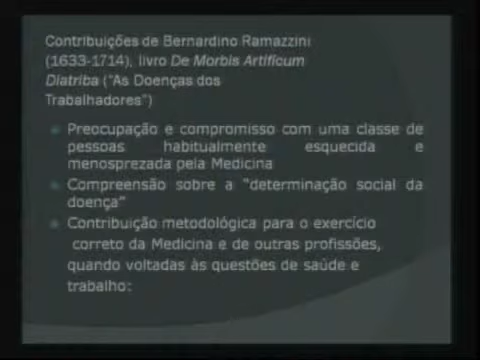 Contribuições de Bernardino Ramazzini
(1633-1714), livro De Morbis Artificum
Diatriba ("As Doenças dos
Trabalhadores")
Preocupação e compromisso com uma classe de
pessoas habitualmente esquecida e
menosprezada pela Medicina
Compreensão sobre a "determinação social da
doença"
Contribuição metodológica para o exercício
correto da Medicina e de outras profissões,
quando voltadas às questões de saúde e
trabalho: